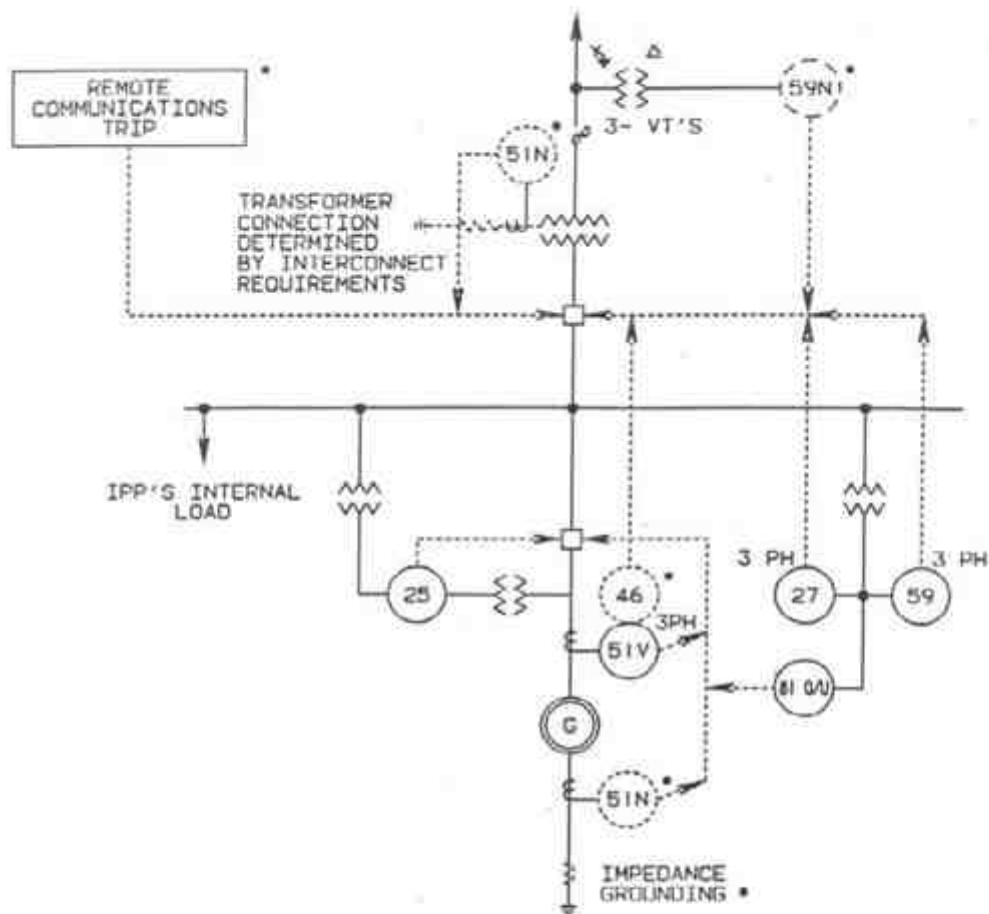 REMOTE
COMMUNICATIONS
TRIP
*
59N
*
3- VT'S
51N
*
TRANSFORMER
CONNECTION
DETERMINED
BY INTERCONNECT
REQUIREMENTS
IPP'S INTERNAL
LOAD
3 PH
3 PH
25
46
*
27
59
3PH
51V
81 O/U
G
51N
*
IMPEDANCE
GROUNDING *